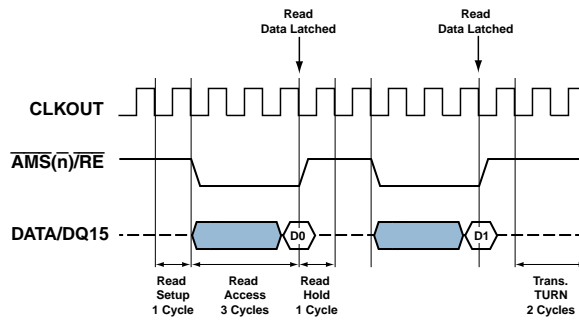 Read
Data Latched
Read
Data Latched
CLKOUT
AMS(n)/RE
DATA/DQ15
D0
D1
Read
Setup
1 Cycle
Read
Access
3 Cycles
Read
Hold
1 Cycle
Trans.
TURN
2 Cycles